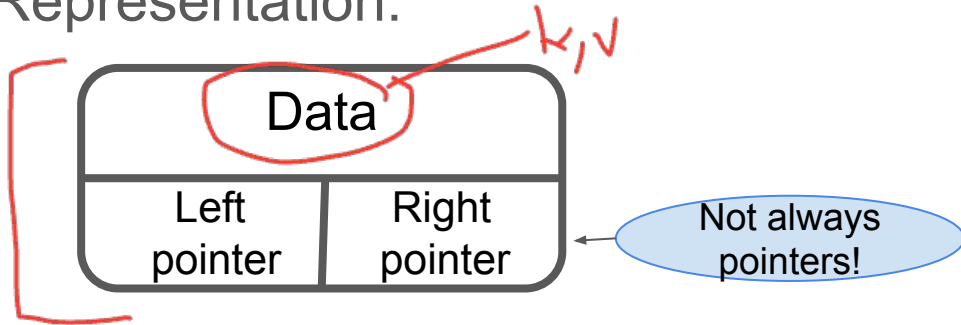 Representation:
k,v
Data
Left
pointer
Right
pointer
Not always
pointers!